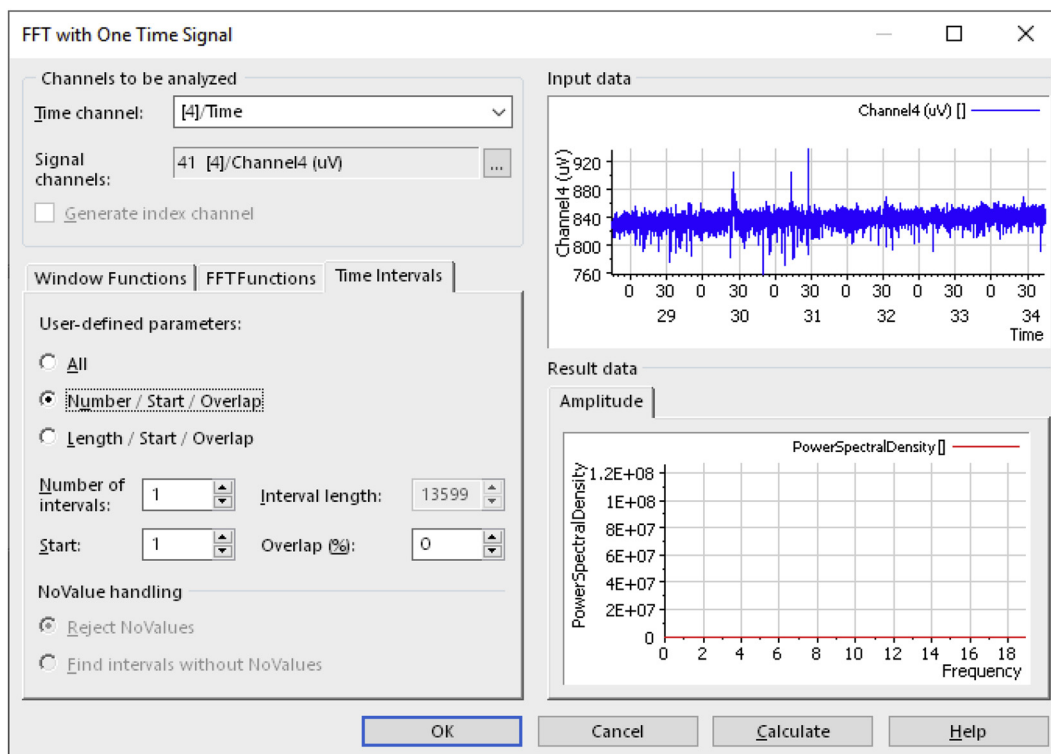 FFT with One Time Signal
Channels to be analyzed
Time channel: [4]/Time
Signal channels: 41 [4]/Channel4 (uV) ...
Generate index channel
Window Functions FFTFunctions Time Intervals
User-defined parameters:
All
Number / Start / Overlap
Length / Start / Overlap
Number of intervals: 1 Interval length: 13599
Start: 1 Overlap (%): 0
NoValue handling
Reject NoValues
Find intervals without NoValues
Input data
Channel4 (uV) []
Channel4 (uV)
920
880
840
800
760
0 30 0 30 0 30 0 30 0 30 0 30
29 30 31 32 33 34
Time
Result data
Amplitude
PowerSpectralDensity []
PowerSpectralDensity
1.2E+08
1E+08
8E+07
6E+07
4E+07
2E+07
0
0 2 4 6 8 10 12 14 16 18
Frequency
OK Cancel Calculate Help